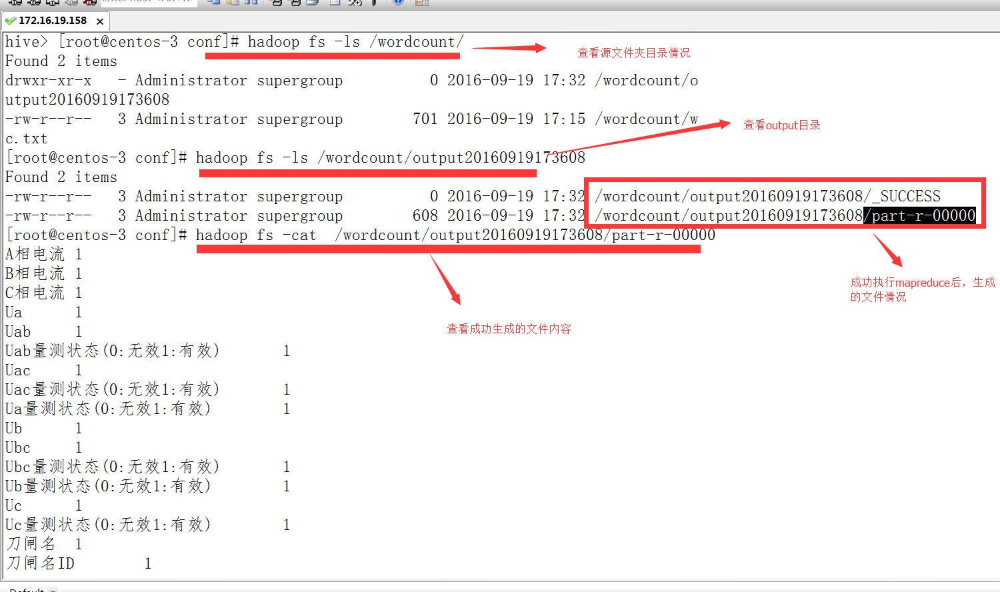 172.16.19.158
hive> [root@centos-3 conf]# hadoop fs -ls /wordcount/
查看源文件夹目录情况
Found 2 items
drwxr-xr-x   - Administrator supergroup          0 2016-09-19 17:32 /wordcount/o
utput20160919173608
-rw-r--r--   3 Administrator supergroup        701 2016-09-19 17:15 /wordcount/w
c.txt
查看output目录
[root@centos-3 conf]# hadoop fs -ls /wordcount/output20160919173608
Found 2 items
-rw-r--r--   3 Administrator supergroup          0 2016-09-19 17:32 /wordcount/output20160919173608/_SUCCESS
-rw-r--r--   3 Administrator supergroup        608 2016-09-19 17:32 /wordcount/output20160919173608/part-r-00000
[root@centos-3 conf]# hadoop fs -cat  /wordcount/output20160919173608/part-r-00000
A相电流 1
B相电流 1
C相电流 1
成功执行mapreduce后，生成
的文件情况
Ua      1
Uab     1
查看成功生成的文件内容
Uab量测状态(0:无效1:有效)       1
Uac     1
Uac量测状态(0:无效1:有效)       1
Ua量测状态(0:无效1:有效)        1
Ub      1
Ubc     1
Ubc量测状态(0:无效1:有效)       1
Ub量测状态(0:无效1:有效)        1
Uc      1
Uc量测状态(0:无效1:有效)        1
刀闸名  1
刀闸名ID        1
Default